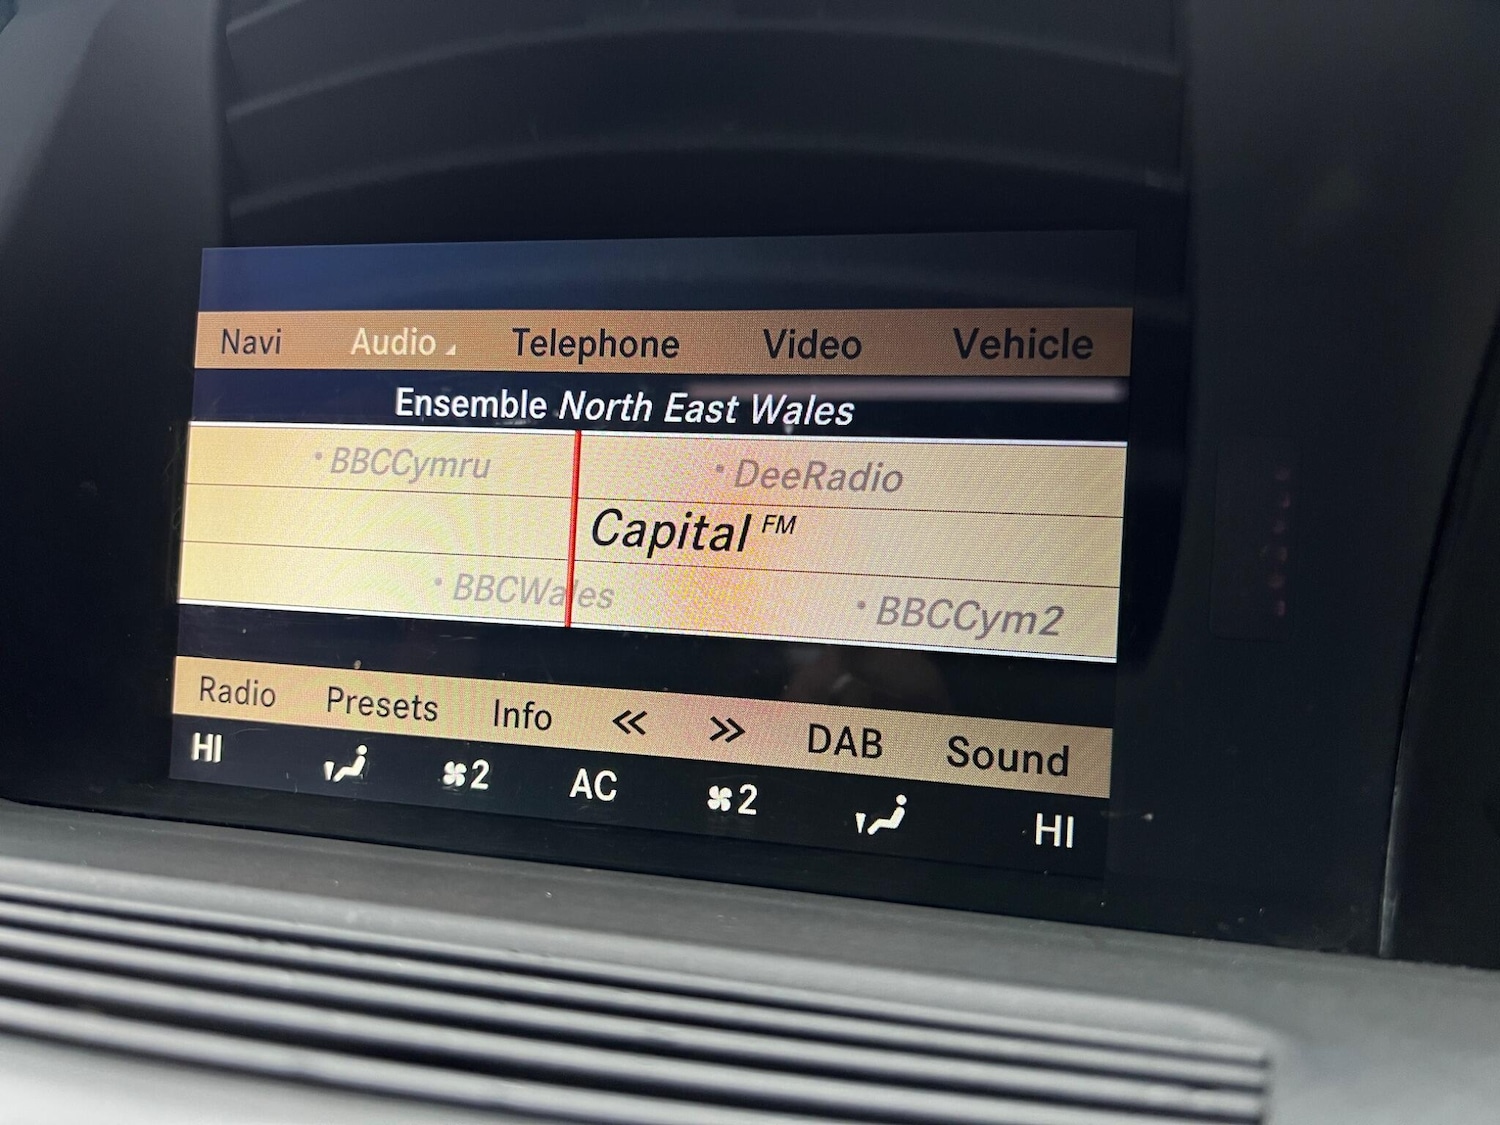 Navi Audio Telephone Video Vehicle
Ensemble North East Wales
• BBCCymru • DeeRadio
Capital FM
• BBCWales • BBCCym2
Radio Presets Info << >> DAB Sound
HI 2 AC 2 HI